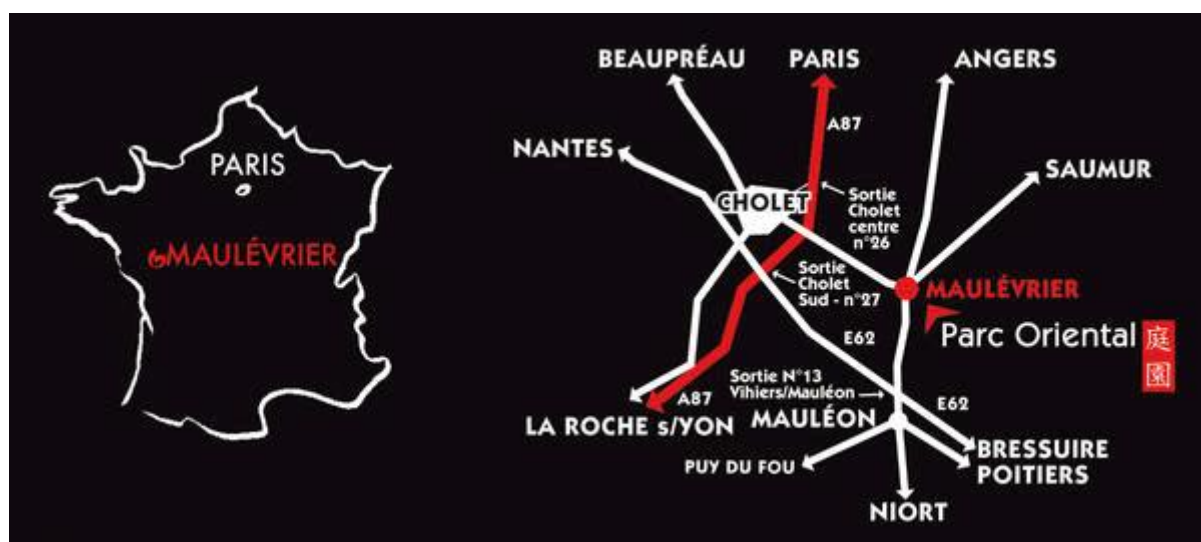 PARIS
MAULÉVRIER
BEAUPRÉAU
PARIS
ANGERS
A87
NANTES
SAUMUR
CHOLET
Sortie
Cholet
centre
n°26
Sortie
Cholet
Sud - n°27
MAULÉVRIER
Parc Oriental
庭
園
E62
Sortie N°13
Vihiers/Mauléon
A87
E62
LA ROCHE s/YON
MAULÉON
BRESSUIRE
POITIERS
PUY DU FOU
NIORT